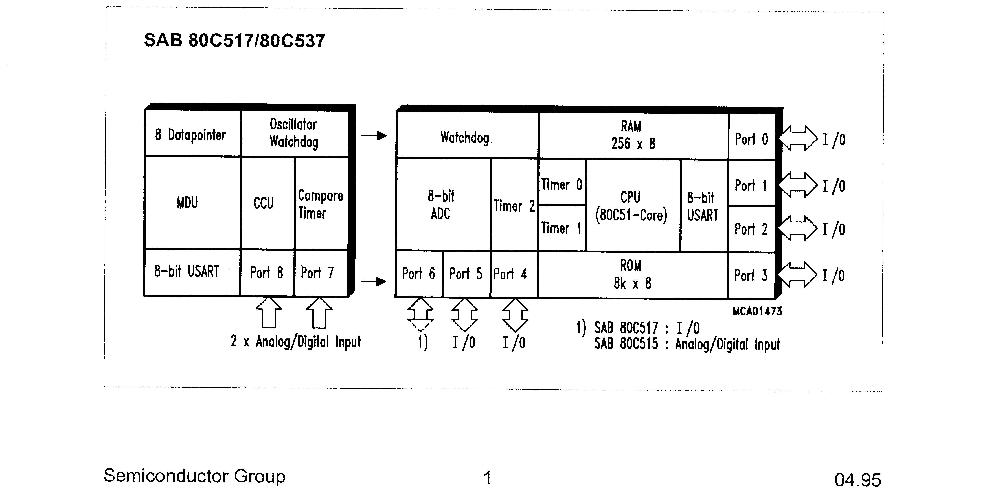 SAB 80C517/80C537
8 Datapointer
Oscillator
Watchdog
MDU
CCU
Compare
Timer
8-bit USART
Port 8
Port 7
2 x Analog/Digital Input
Watchdog.
RAM
256 x 8
Port 0
I/0
8-bit
ADC
Timer 2
Timer 0
Timer 1
CPU
(80C51-Core)
8-bit
USART
Port 1
I/0
Port 2
I/0
Port 6
Port 5
Port 4
ROM
8k x 8
Port 3
I/0
1)
I/0
I/0
MCA01473
1) SAB 80C517 : I/0
SAB 80C515 : Analog/Digital Input
Semiconductor Group
1
04.95